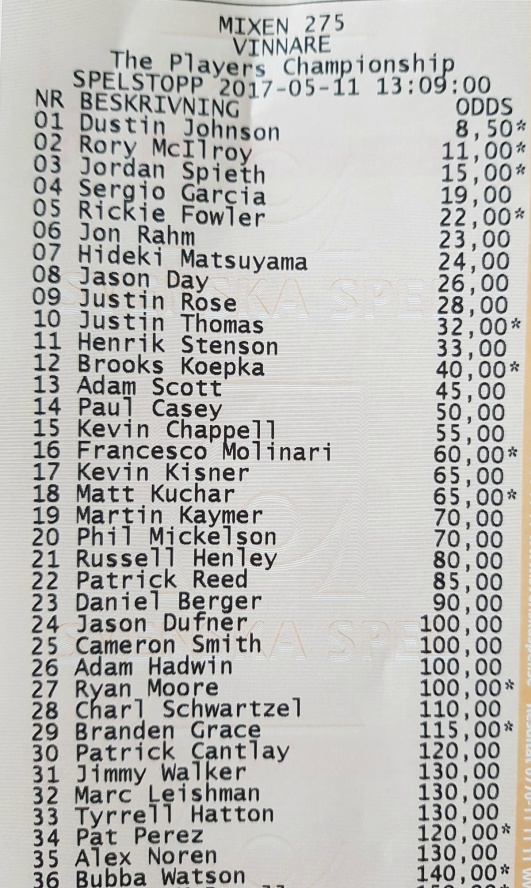 MIXEN 275
VINNARE
The Players Championship
SPELSTOPP 2017-05-11 13:09:00
NR BESKRIVNING ODDS
01 Dustin Johnson 8,50*
02 Rory McIlroy 11,00*
03 Jordan Spieth 15,00*
04 Sergio Garcia 19,00
05 Rickie Fowler 22,00*
06 Jon Rahm 23,00
07 Hideki Matsuyama 24,00
08 Jason Day 26,00
09 Justin Rose 28,00
10 Justin Thomas 32,00*
11 Henrik Stenson 33,00
12 Brooks Koepka 40,00*
13 Adam Scott 45,00
14 Paul Casey 50,00
15 Kevin Chappell 55,00
16 Francesco Molinari 60,00*
17 Kevin Kisner 65,00
18 Matt Kuchar 65,00*
19 Martin Kaymer 70,00
20 Phil Mickelson 70,00
21 Russell Henley 80,00
22 Patrick Reed 85,00
23 Daniel Berger 90,00
24 Jason Dufner 100,00
25 Cameron Smith 100,00
26 Adam Hadwin 100,00
27 Ryan Moore 100,00*
28 Charl Schwartzel 110,00
29 Branden Grace 115,00*
30 Patrick Cantlay 120,00
31 Jimmy Walker 130,00
32 Marc Leishman 130,00
33 Tyrrell Hatton 130,00
34 Pat Perez 120,00*
35 Alex Noren 130,00
36 Bubba Watson 140,00*